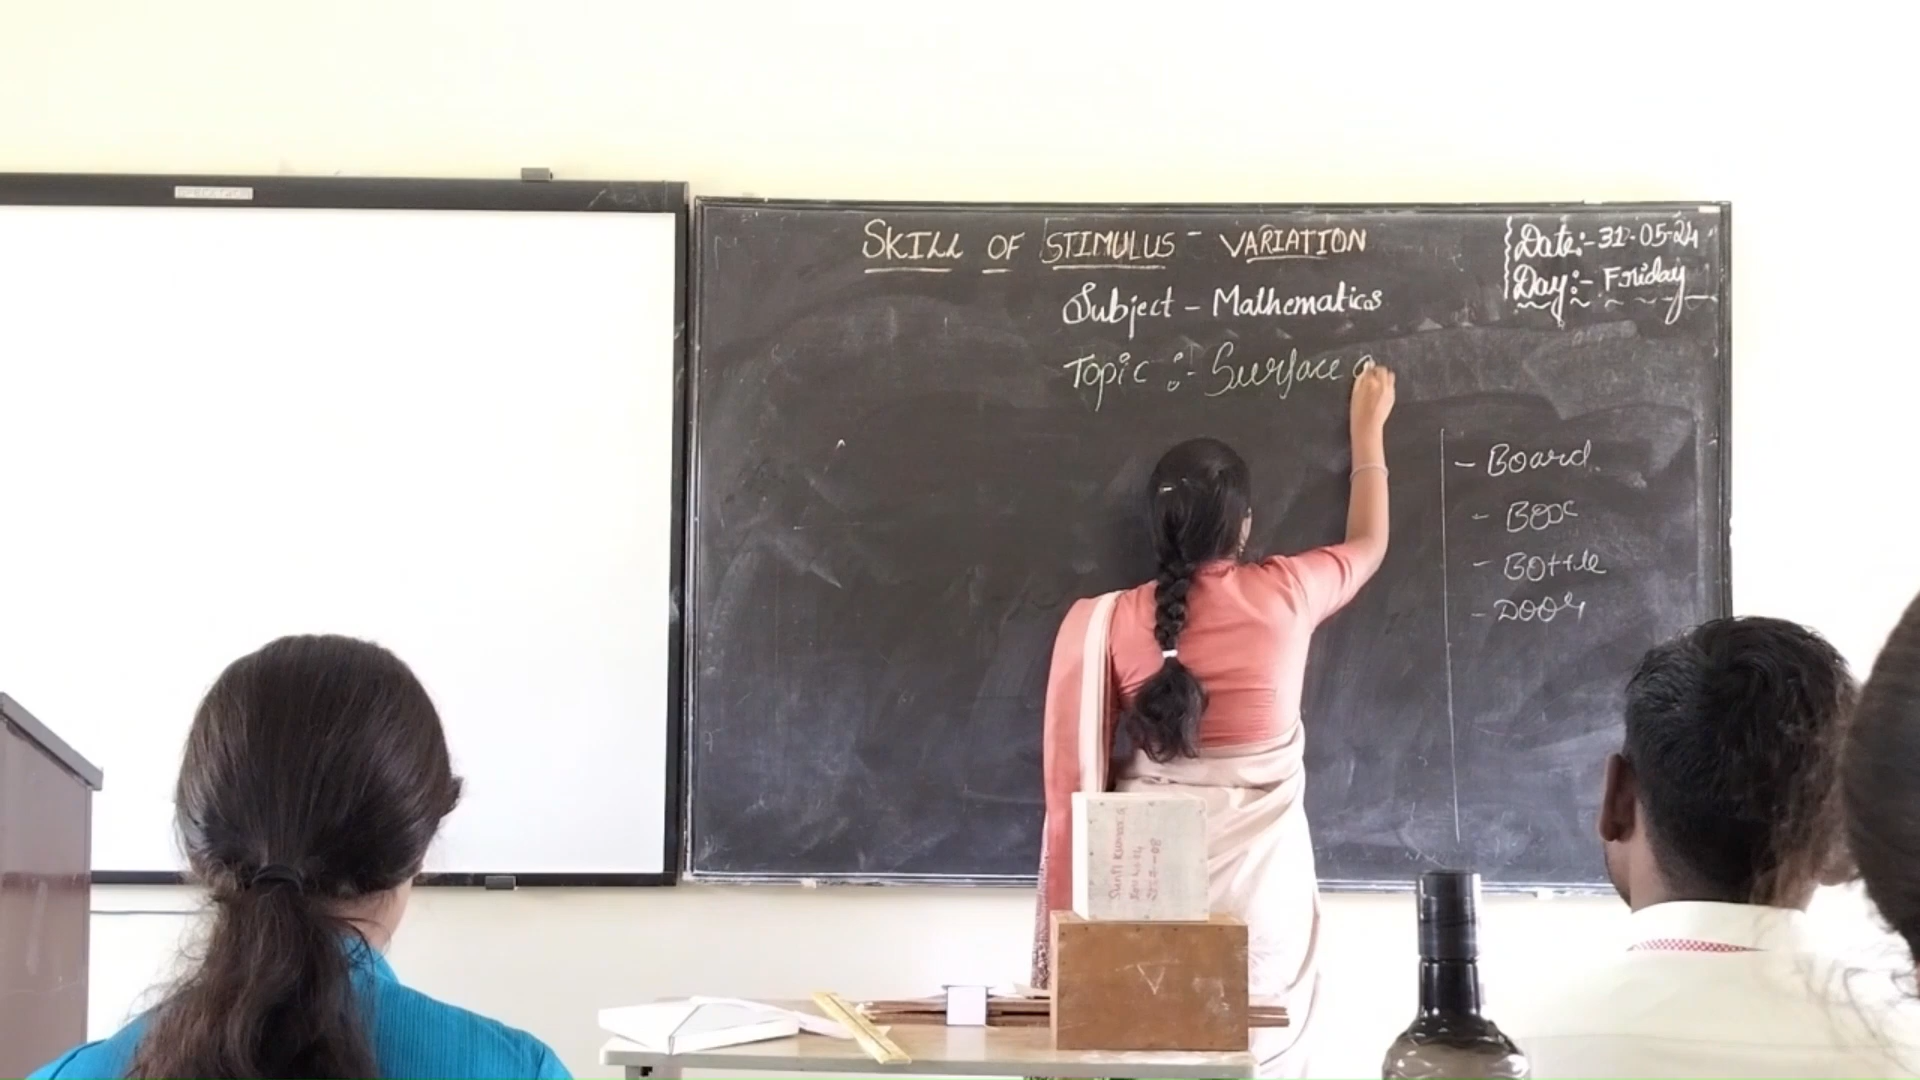 SKILL OF STIMULUS - VARIATION
Date:- 31-05-24
Day:- Friday
Subject - Mathematics
Topic :- Surface a
- Board
- Box
- Bottle
- Door